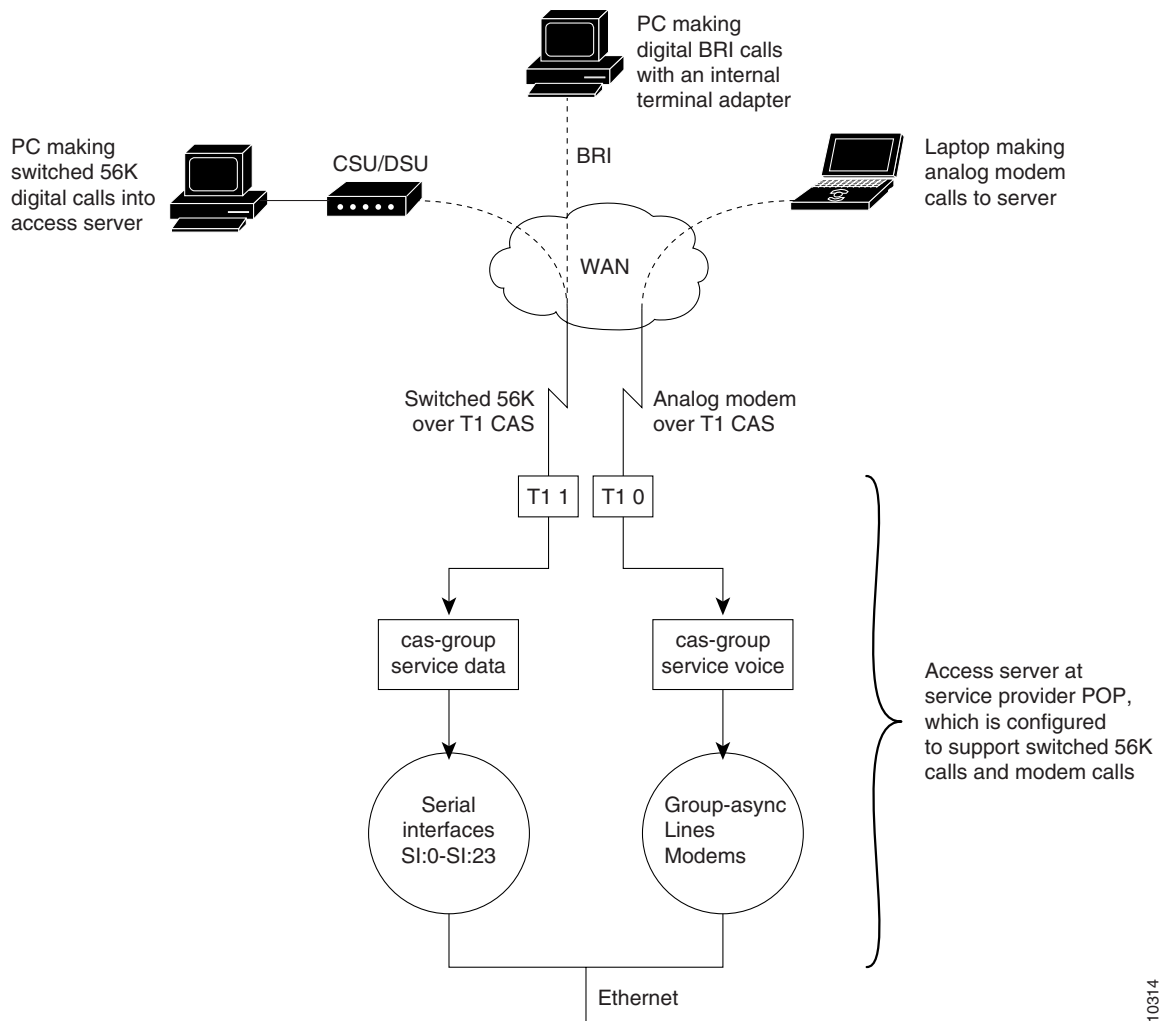 PC making
digital BRI calls
with an internal
terminal adapter
PC making
switched 56K
digital calls into
access server
CSU/DSU
BRI
Laptop making
analog modem
calls to server
WAN
Switched 56K
over T1 CAS
Analog modem
over T1 CAS
T1 1
T1 0
cas-group
service data
cas-group
service voice
Access server at
service provider POP,
which is configured
to support switched 56K
calls and modem calls
Serial
interfaces
SI:0-SI:23
Group-async
Lines
Modems
Ethernet
10314